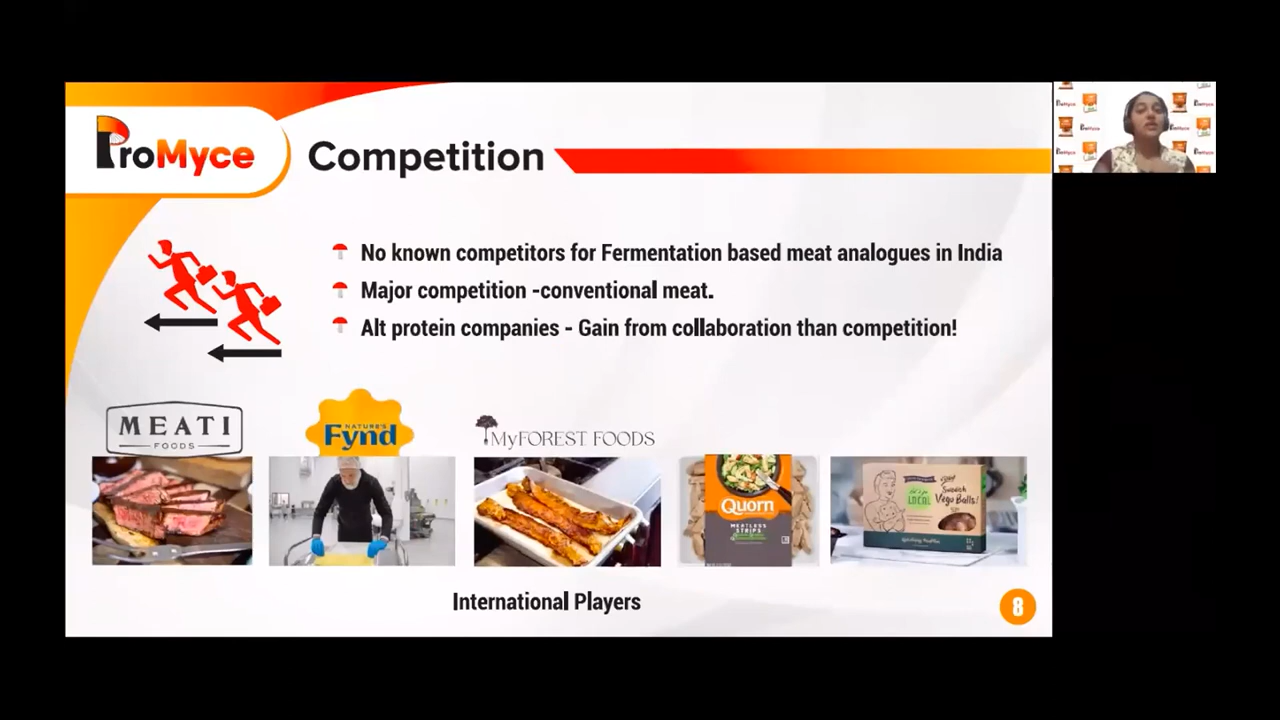 ProMyce
Competition
No known competitors for Fermentation based meat analogues in India
Major competition -conventional meat.
Alt protein companies - Gain from collaboration than competition!
MEATI
FOODS
NATURE'S
Fynd
MyFOREST FOODS
Quorn
MEATLESS
STRIPS
LOCAL
Swedish
Vego Balls!
International Players
8